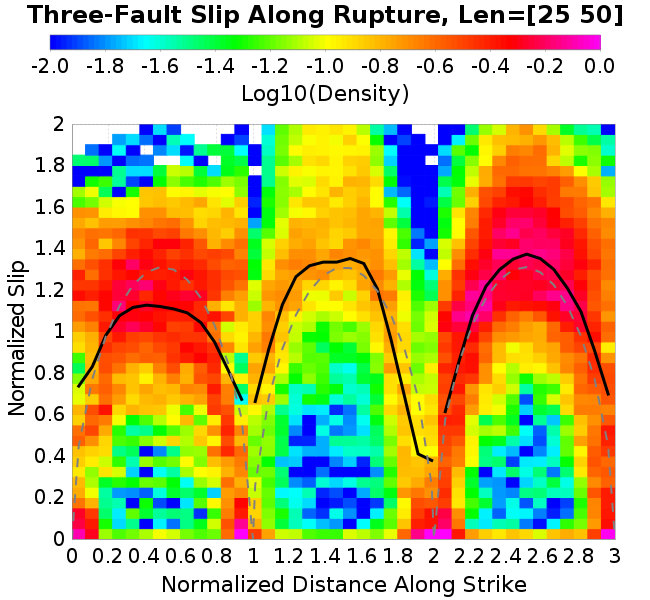 Three-Fault Slip Along Rupture, Len=[25 50]
-2.0 -1.8 -1.6 -1.4 -1.2 -1.0 -0.8 -0.6 -0.4 -0.2 0.0
Log10(Density)
2
1.8
1.6
1.4
1.2
1
0.8
0.6
0.4
0.2
0
Normalized Slip
0 0.2 0.4 0.6 0.8 1 1.2 1.4 1.6 1.8 2 2.2 2.4 2.6 2.8 3
Normalized Distance Along Strike